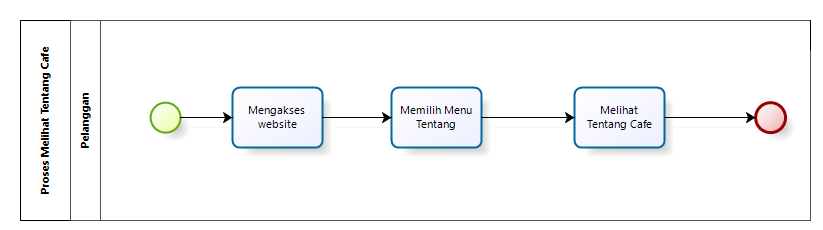 Proses Melihat Tentang Cafe
Pelanggan
Mengakses
website
Memilih Menu
Tentang
Melihat
Tentang Cafe